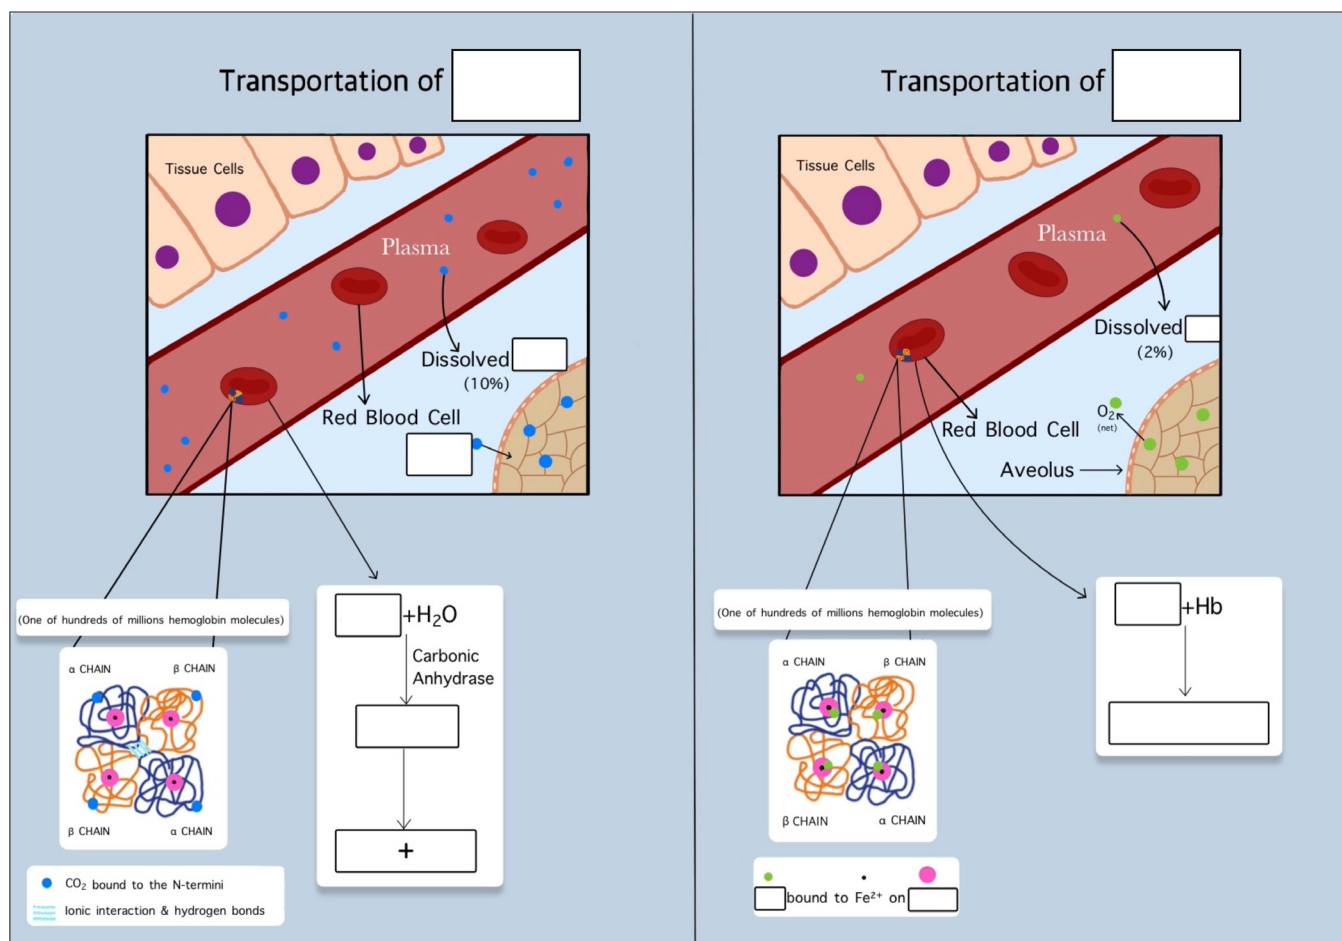 Transportation of
Tissue Cells
Plasma
Dissolved
(10%)
Red Blood Cell
(One of hundreds of millions hemoglobin molecules)
α CHAIN
β CHAIN
β CHAIN
α CHAIN
CO₂ bound to the N-termini
Ionic interaction & hydrogen bonds
+H₂O
Carbonic
Anhydrase
+
Transportation of
Tissue Cells
Plasma
Dissolved
(2%)
O₂
(net)
Red Blood Cell
Aveolus
(One of hundreds of millions hemoglobin molecules)
α CHAIN
β CHAIN
β CHAIN
α CHAIN
bound to Fe²⁺ on
+Hb